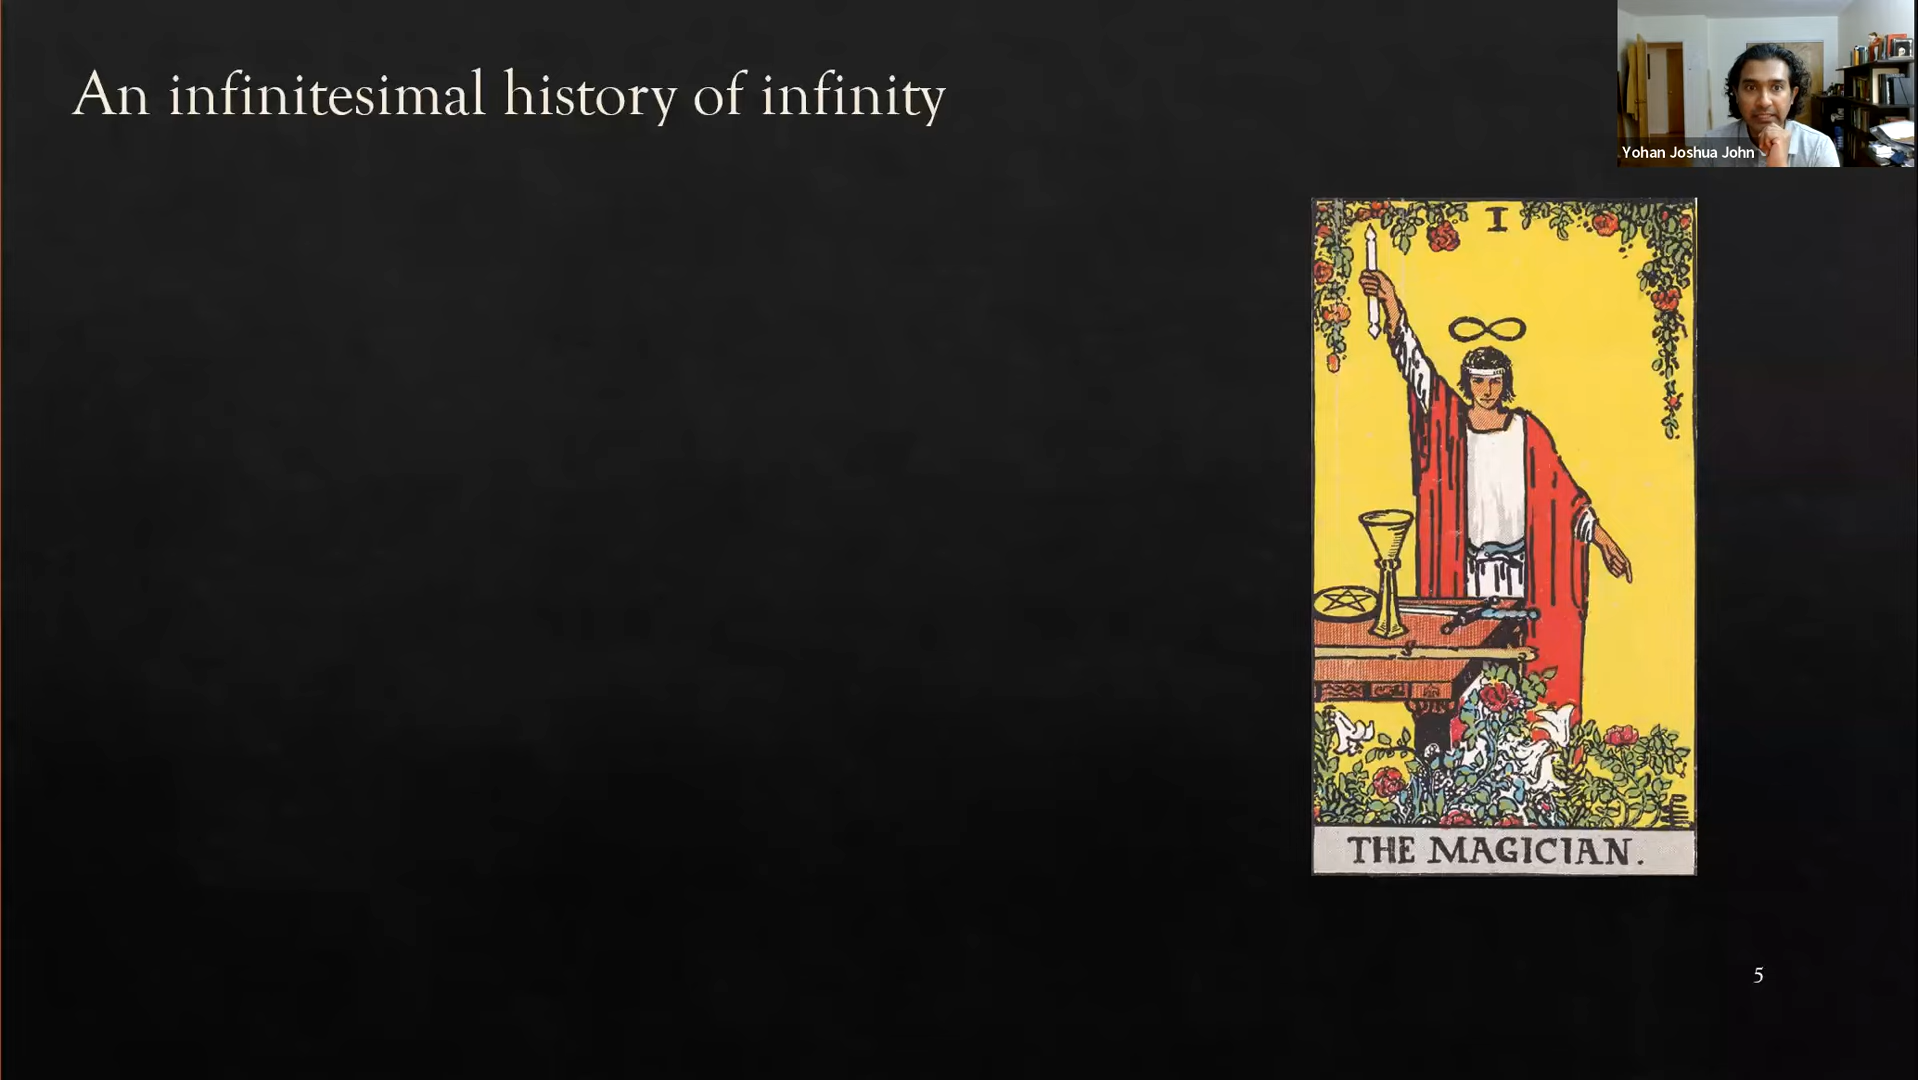 An infinitesimal history of infinity
Yohan Joshua John
I
THE MAGICIAN.
5